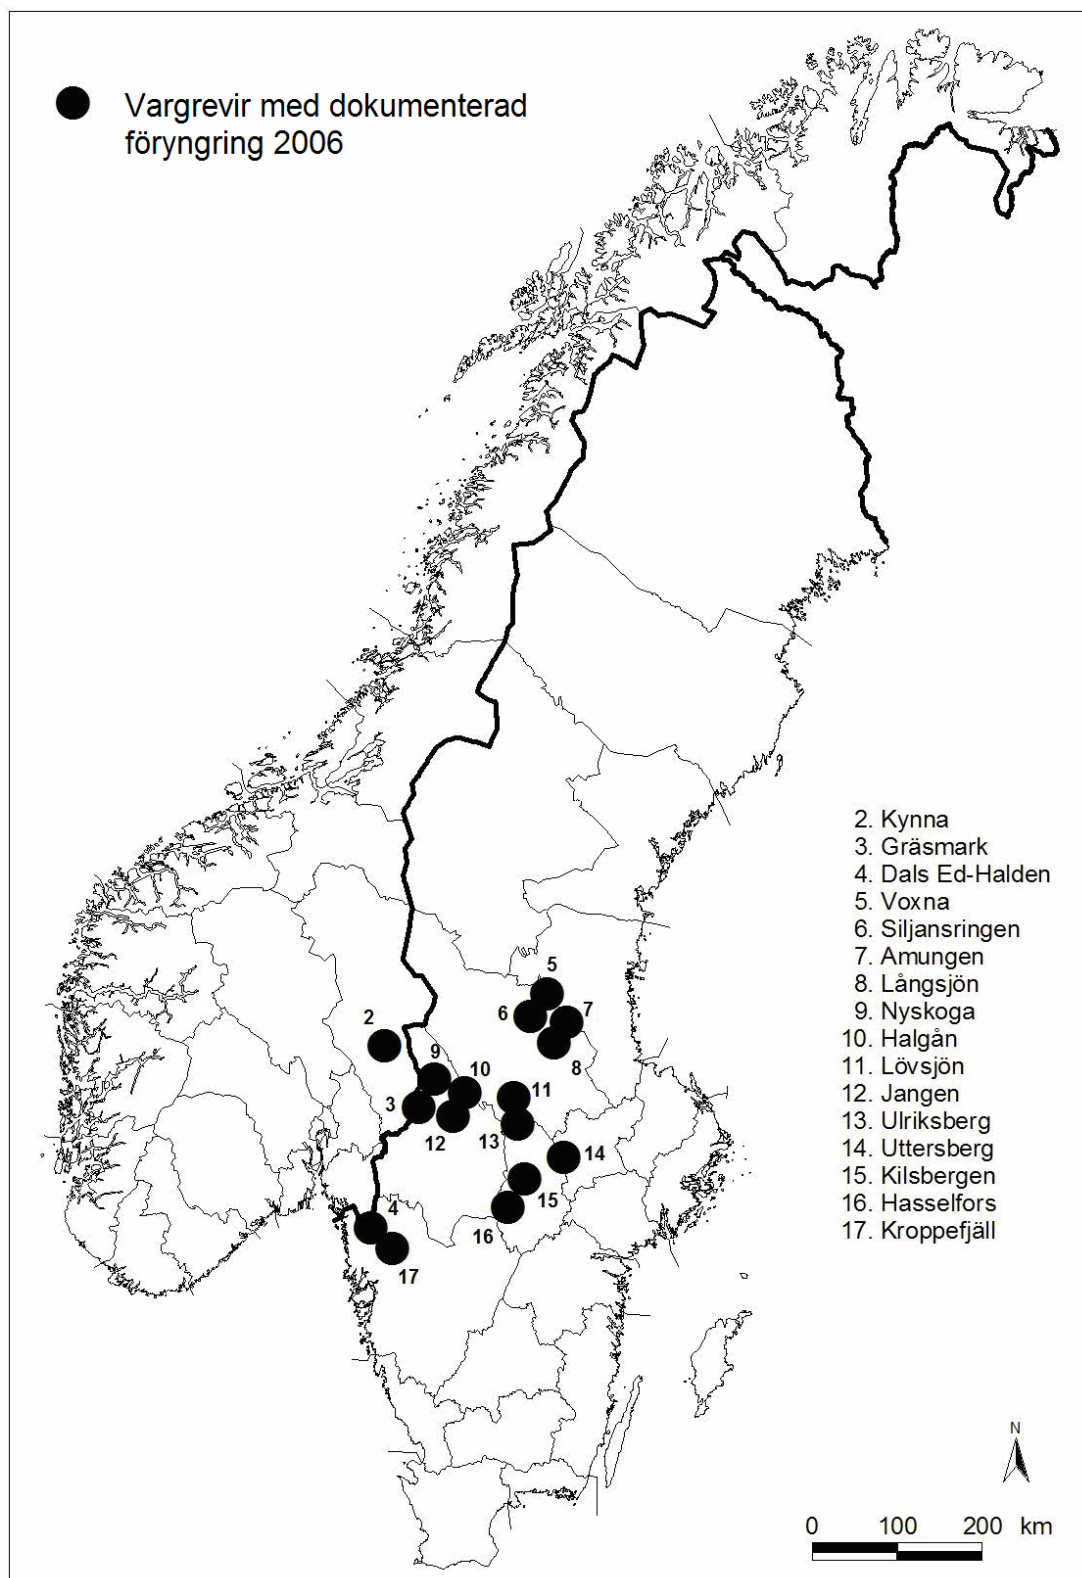 Vargrevir med dokumenterad
föryngring 2006
2. Kynna
3. Gräsmark
4. Dals Ed-Halden
5. Voxna
6. Siljansringen
7. Amungen
8. Långsjön
9. Nyskoga
10. Halgån
11. Lövsjön
12. Jangen
13. Ulriksberg
14. Uttersberg
15. Kilsbergen
16. Hasselfors
17. Kroppefjäll
5
6
7
2
8
9
10
3
11
12
13
14
15
4
16
17
N
0 100 200 km